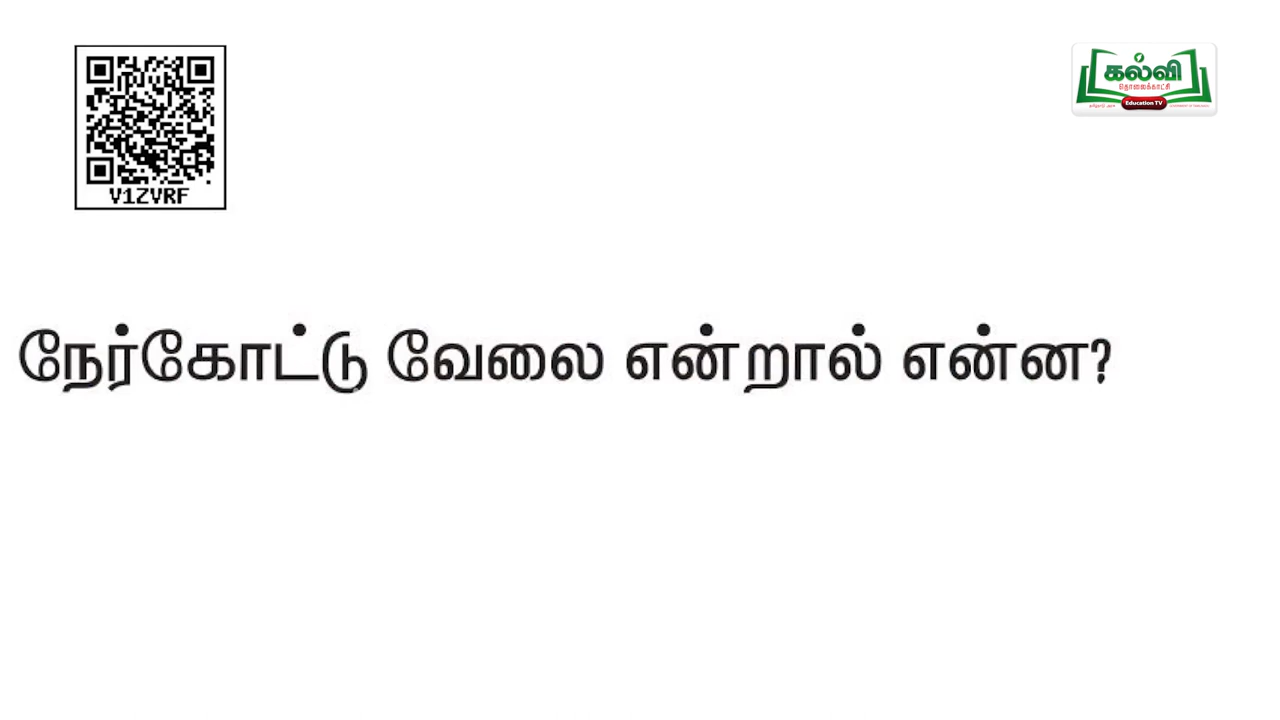 V1ZVRF
கல்வி
தொலைக்காட்சி
Education TV
நேர்கோட்டு வேலை என்றால் என்ன?